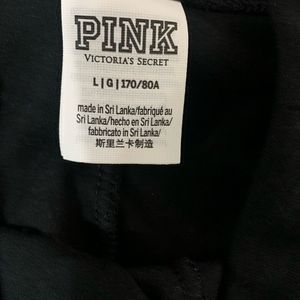 PINK
VICTORIA'S SECRET
L | G | 170/80A
made in Sri Lanka/fabriqué au
Sri Lanka/hecho en Sri Lanka/
fabbricato in Sri Lanka/
斯里兰卡制造